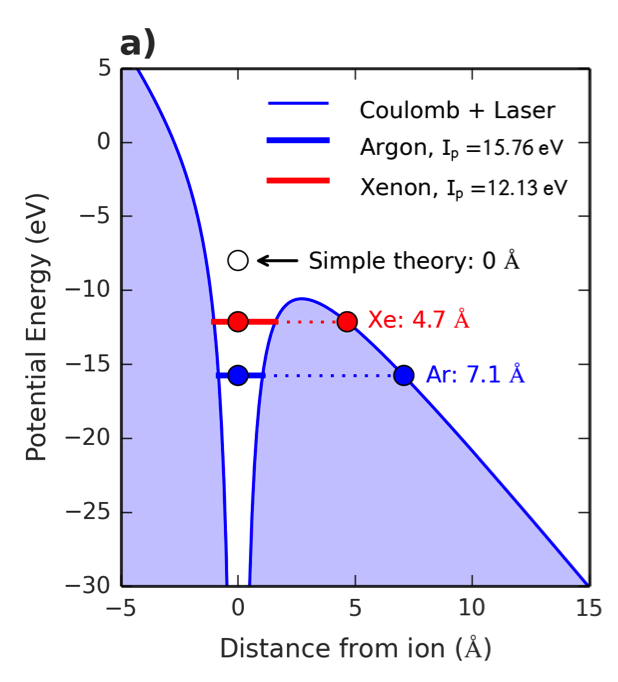 a)
5
0
−5
−10
−15
−20
−25
−30
Potential Energy (eV)
Coulomb + Laser
Argon, Iₚ =15.76 eV
Xenon, Iₚ =12.13 eV
Simple theory: 0 Å
Xe: 4.7 Å
Ar: 7.1 Å
−5 0 5 10 15
Distance from ion (Å)